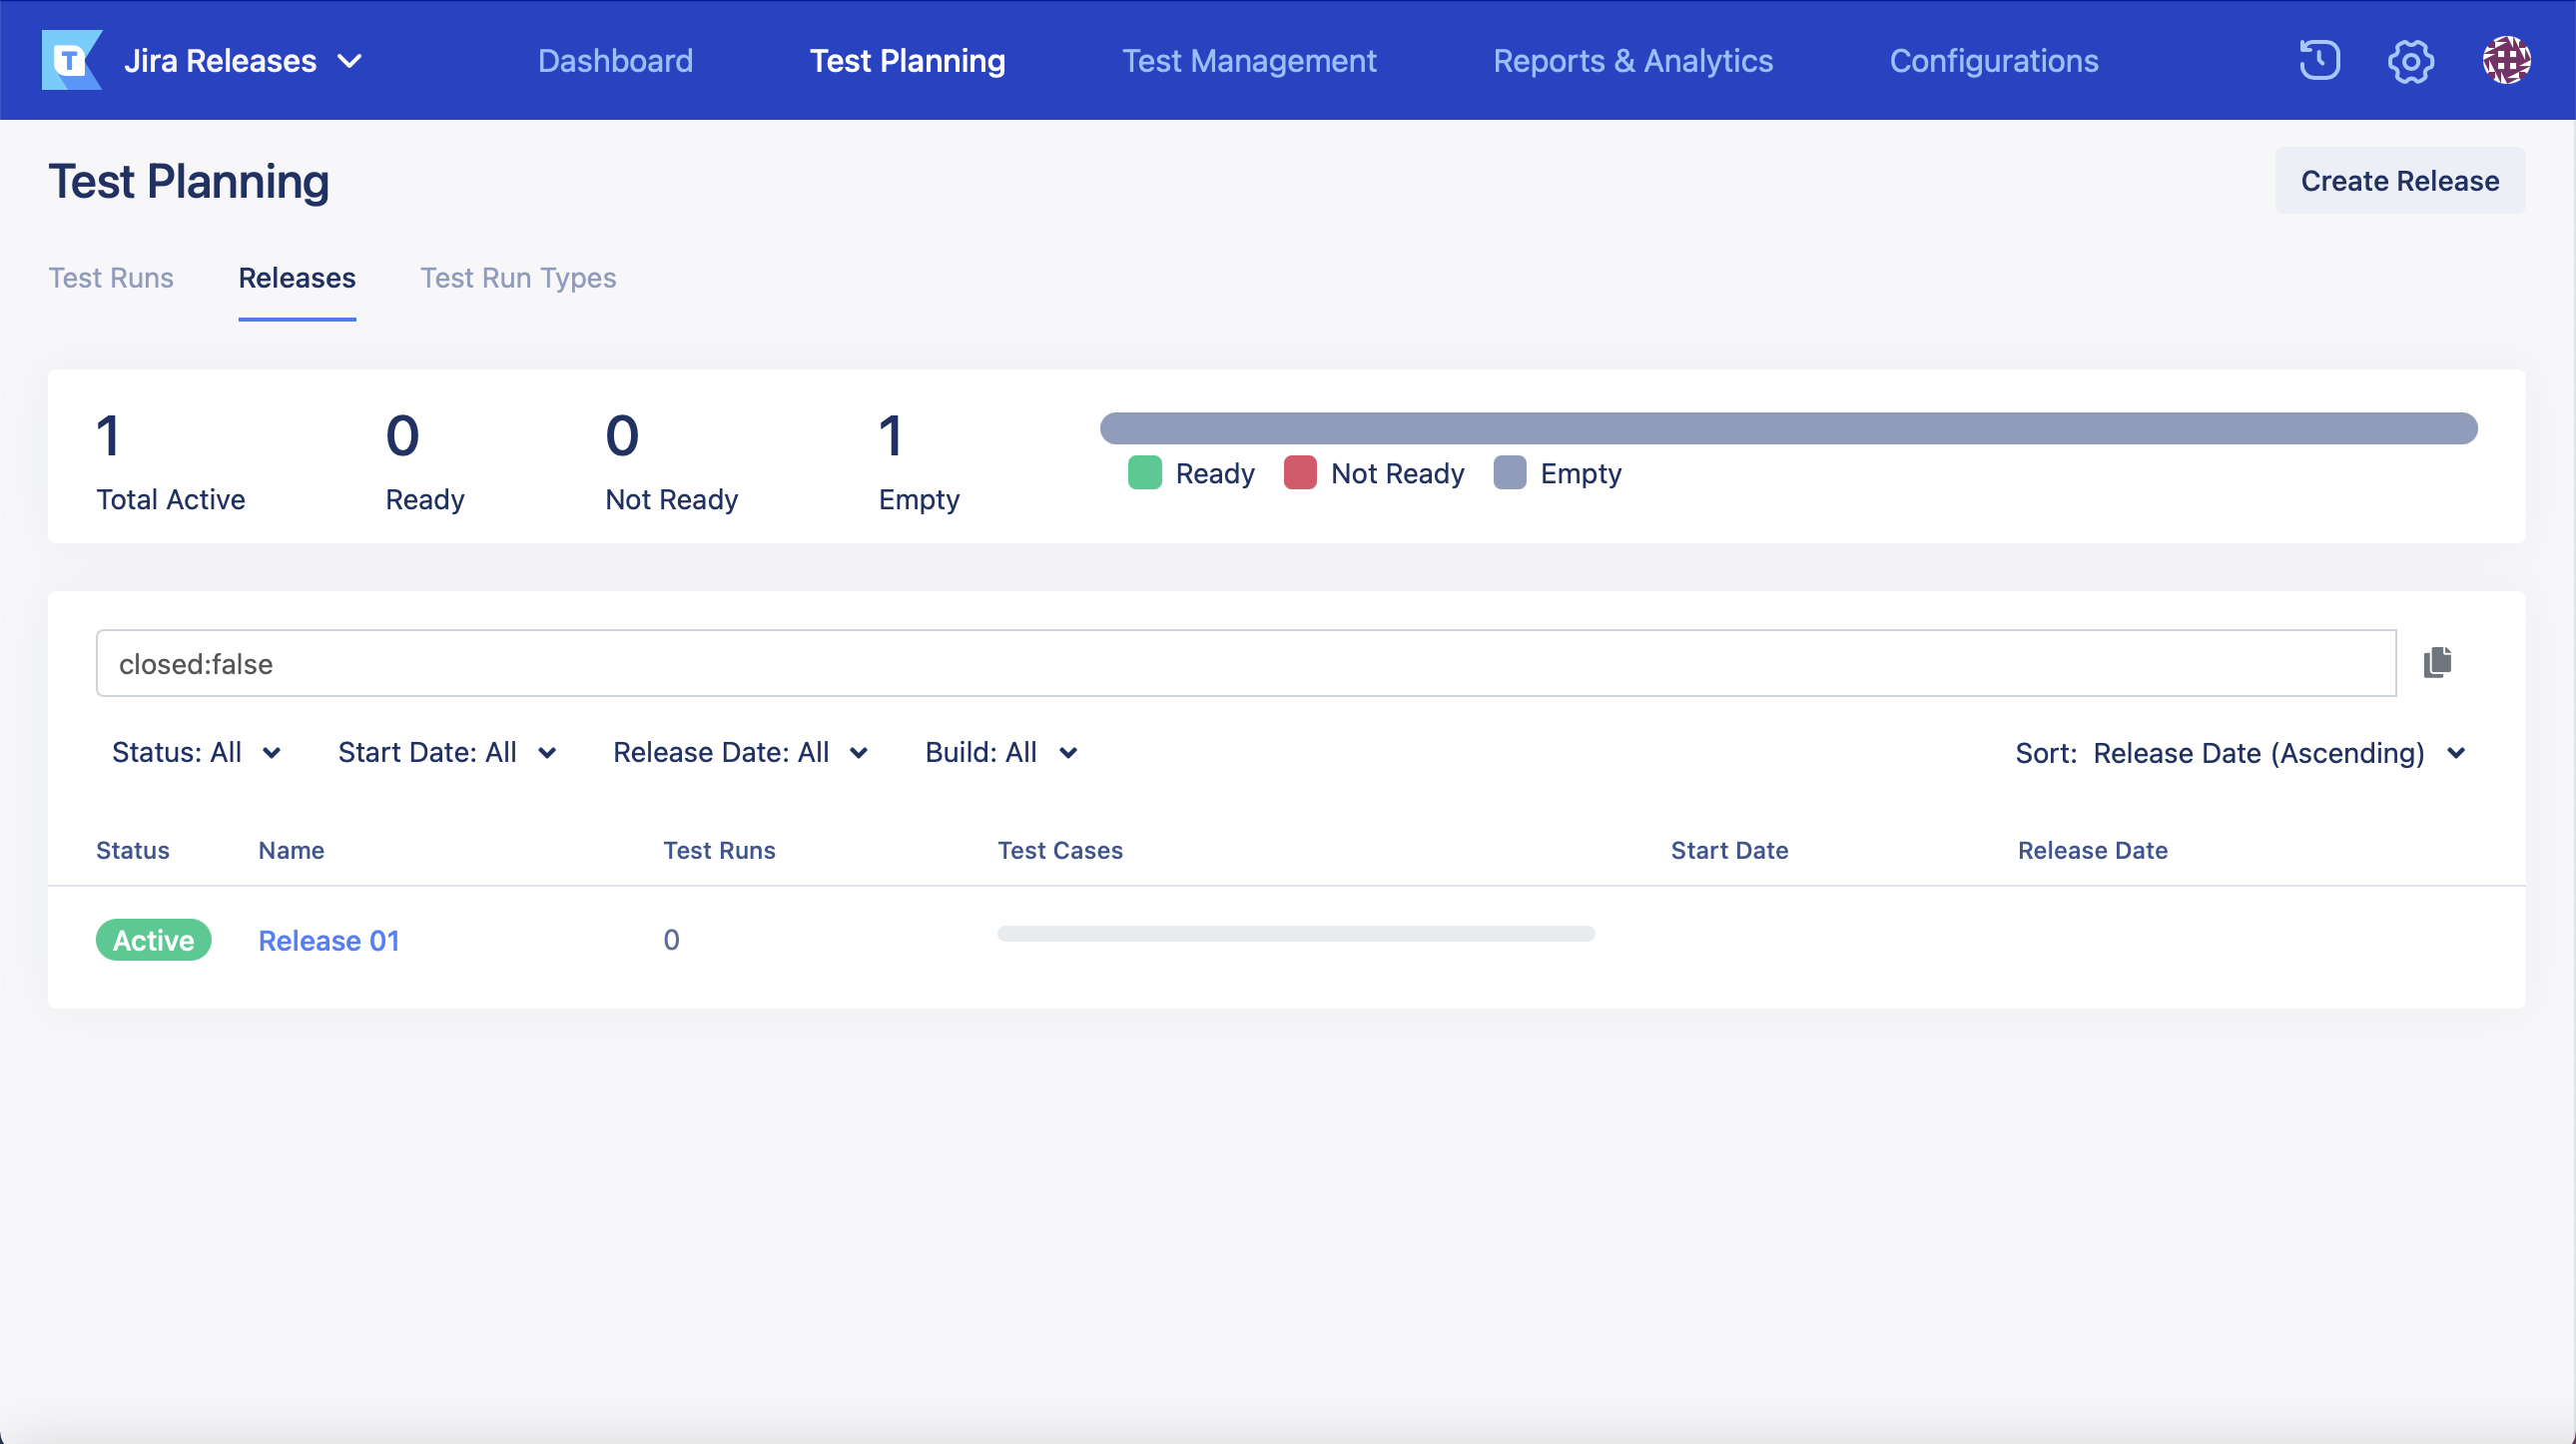 T Jira Releases Dashboard Test Planning Test Management Reports & Analytics Configurations
Test Planning Create Release
Test Runs Releases Test Run Types
1 0 0 1
Total Active Ready Not Ready Empty
Ready Not Ready Empty
closed:false
Status: All Start Date: All Release Date: All Build: All Sort: Release Date (Ascending)
Status Name Test Runs Test Cases Start Date Release Date
Active Release 01 0